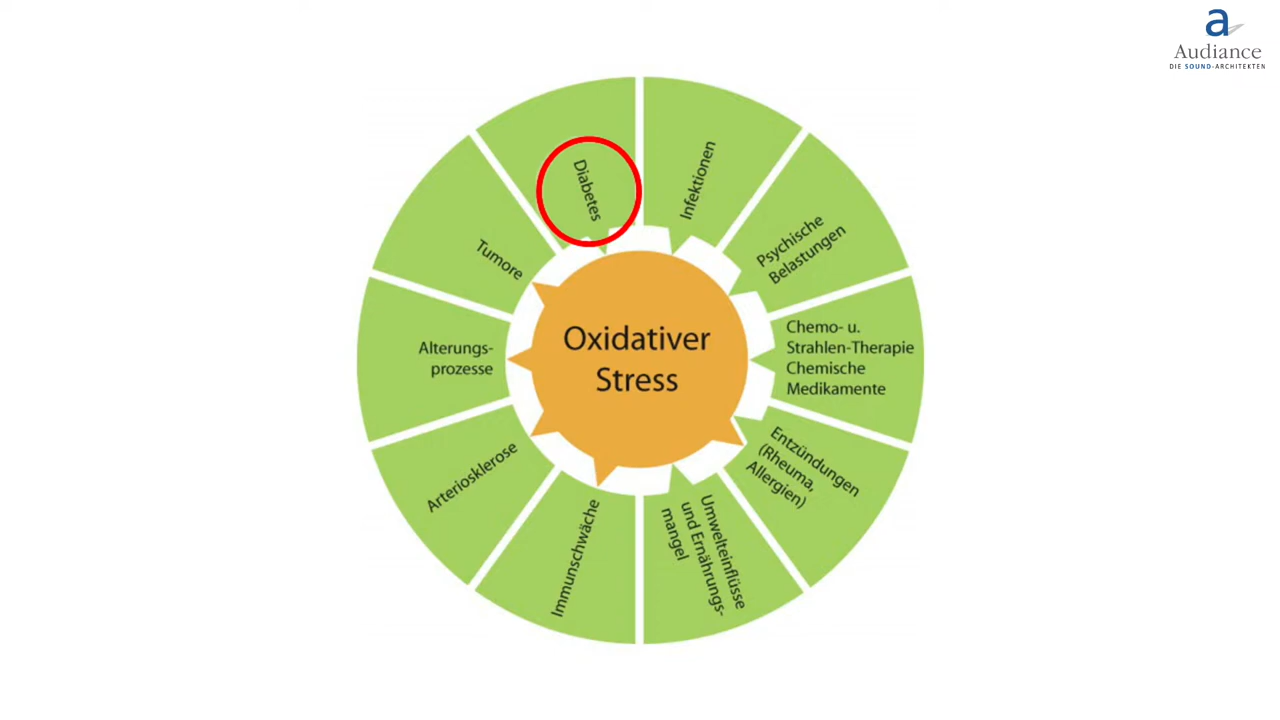 a
Audiance
DIE SOUND-ARCHITEKTEN
Oxidativer
Stress
Infektionen
Psychische
Belastungen
Chemo- u.
Strahlen-Therapie
Chemische
Medikamente
Entzündungen
(Rheuma,
Allergien)
Umwelteinflüsse
und Ernährungs-
mangel
Immunschwäche
Arteriosklerose
Alterungs-
prozesse
Tumore
Diabetes